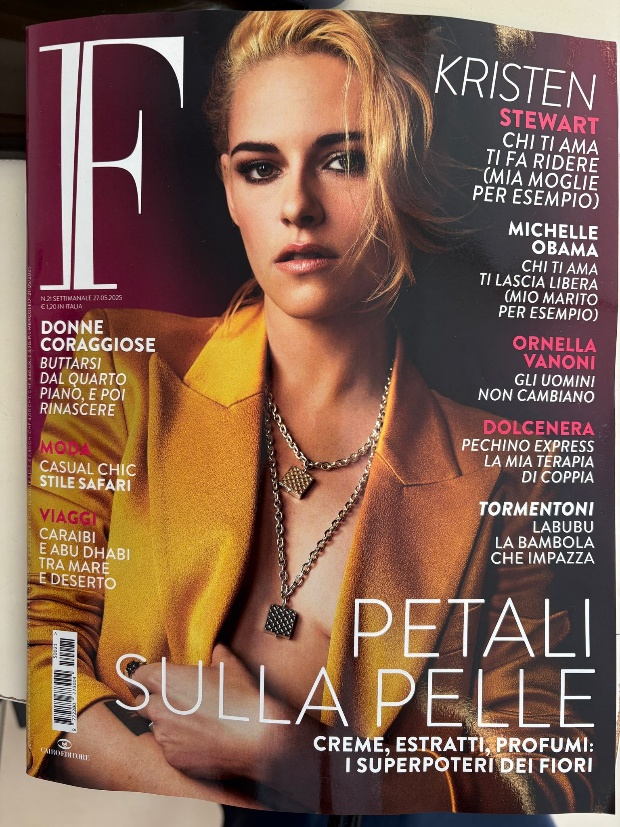 F
N.21 SETTIMANALE 27.05.2025
€ 1,20 IN ITALIA
DONNE
CORAGGIOSE
BUTTARSI
DAL QUARTO
PIANO, E POI
RINASCERE
MODA
CASUAL CHIC
STILE SAFARI
VIAGGI
CARAIBI
E ABU DHABI
TRA MARE
E DESERTO
KRISTEN
STEWART
CHI TI AMA
TI FA RIDERE
(MIA MOGLIE
PER ESEMPIO)
MICHELLE
OBAMA
CHI TI AMA
TI LASCIA LIBERA
(MIO MARITO
PER ESEMPIO)
ORNELLA
VANONI
GLI UOMINI
NON CAMBIANO
DOLCENERA
PECHINO EXPRESS
LA MIA TERAPIA
DI COPPIA
TORMENTONI
LABUBU
LA BAMBOLA
CHE IMPAZZA
PETALI
SULLA PELLE
CREME, ESTRATTI, PROFUMI:
I SUPERPOTERI DEI FIORI
CAIROEDITORE